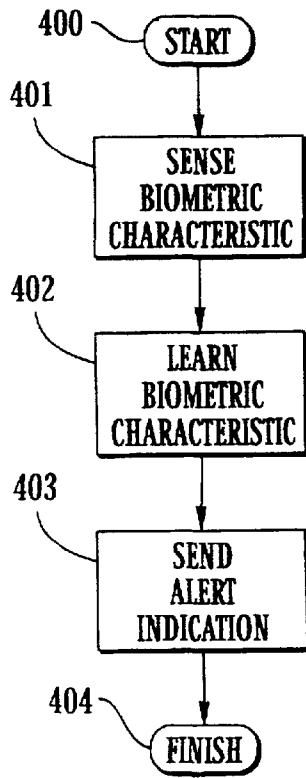 400
START
401
SENSE
BIOMETRIC
CHARACTERISTIC
402
LEARN
BIOMETRIC
CHARACTERISTIC
403
SEND
ALERT
INDICATION
404
FINISH